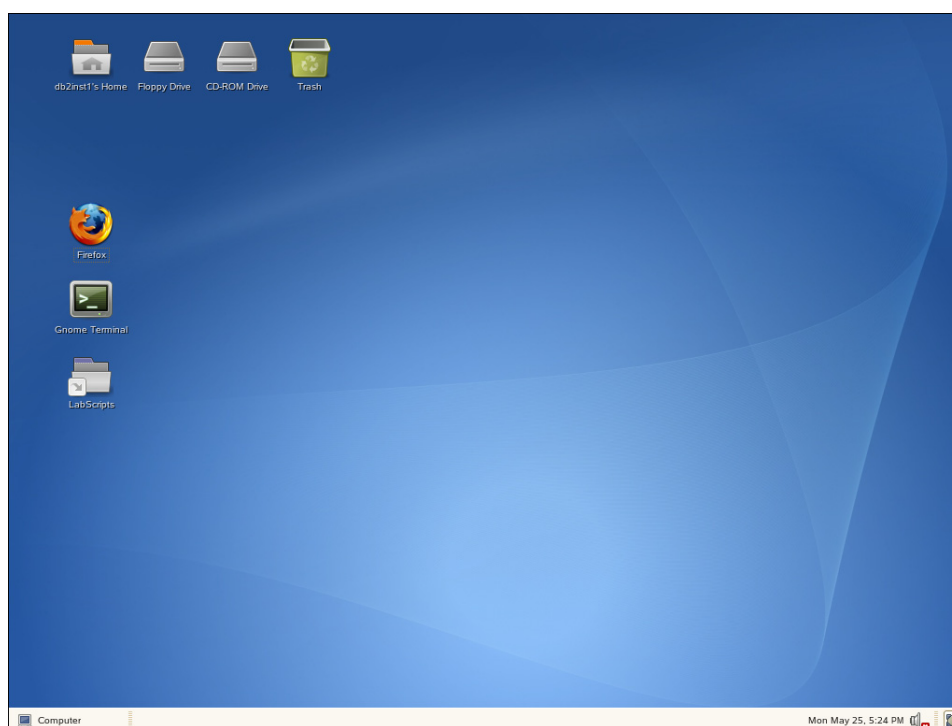 db2inst1's Home
Floppy Drive
CD-ROM Drive
Trash
Firefox
>_
Gnome Terminal
LabScripts
Computer
Mon May 25, 5:24 PM